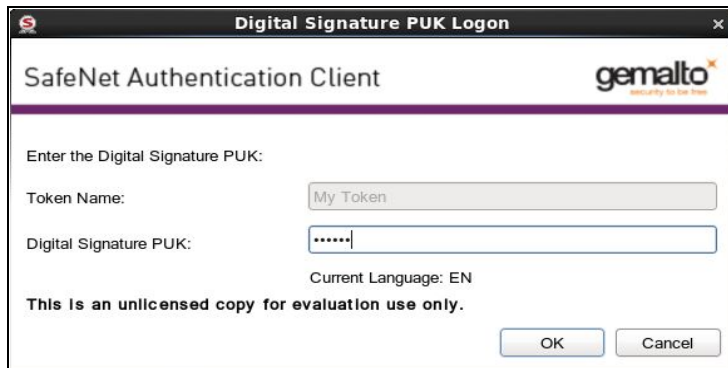 Digital Signature PUK Logon
SafeNet Authentication Client
gemalto
security to be free
Enter the Digital Signature PUK:
Token Name: My Token
Digital Signature PUK: ••••••
Current Language: EN
This is an unlicensed copy for evaluation use only.
OK Cancel